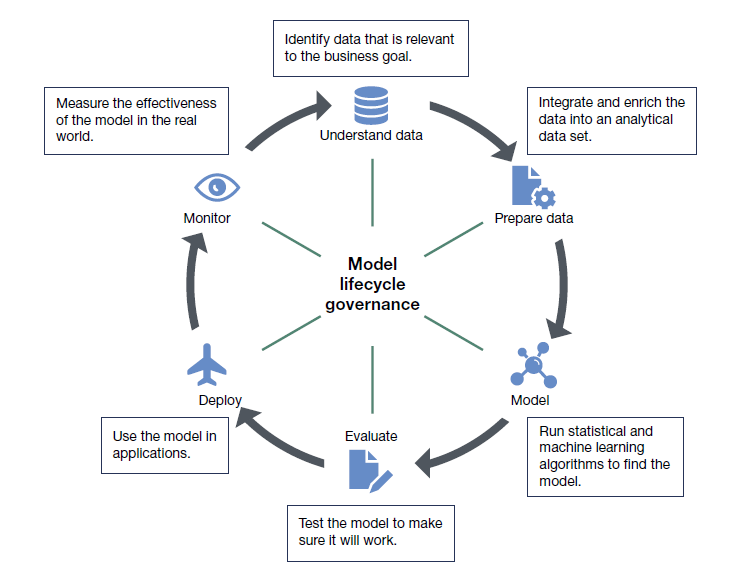 Identify data that is relevant
to the business goal.
Understand data
Integrate and enrich the
data into an analytical
data set.
Prepare data
Model
Run statistical and
machine learning
algorithms to find the
model.
Evaluate
Test the model to make
sure it will work.
Deploy
Use the model in
applications.
Monitor
Measure the effectiveness
of the model in the real
world.
Model
lifecycle
governance